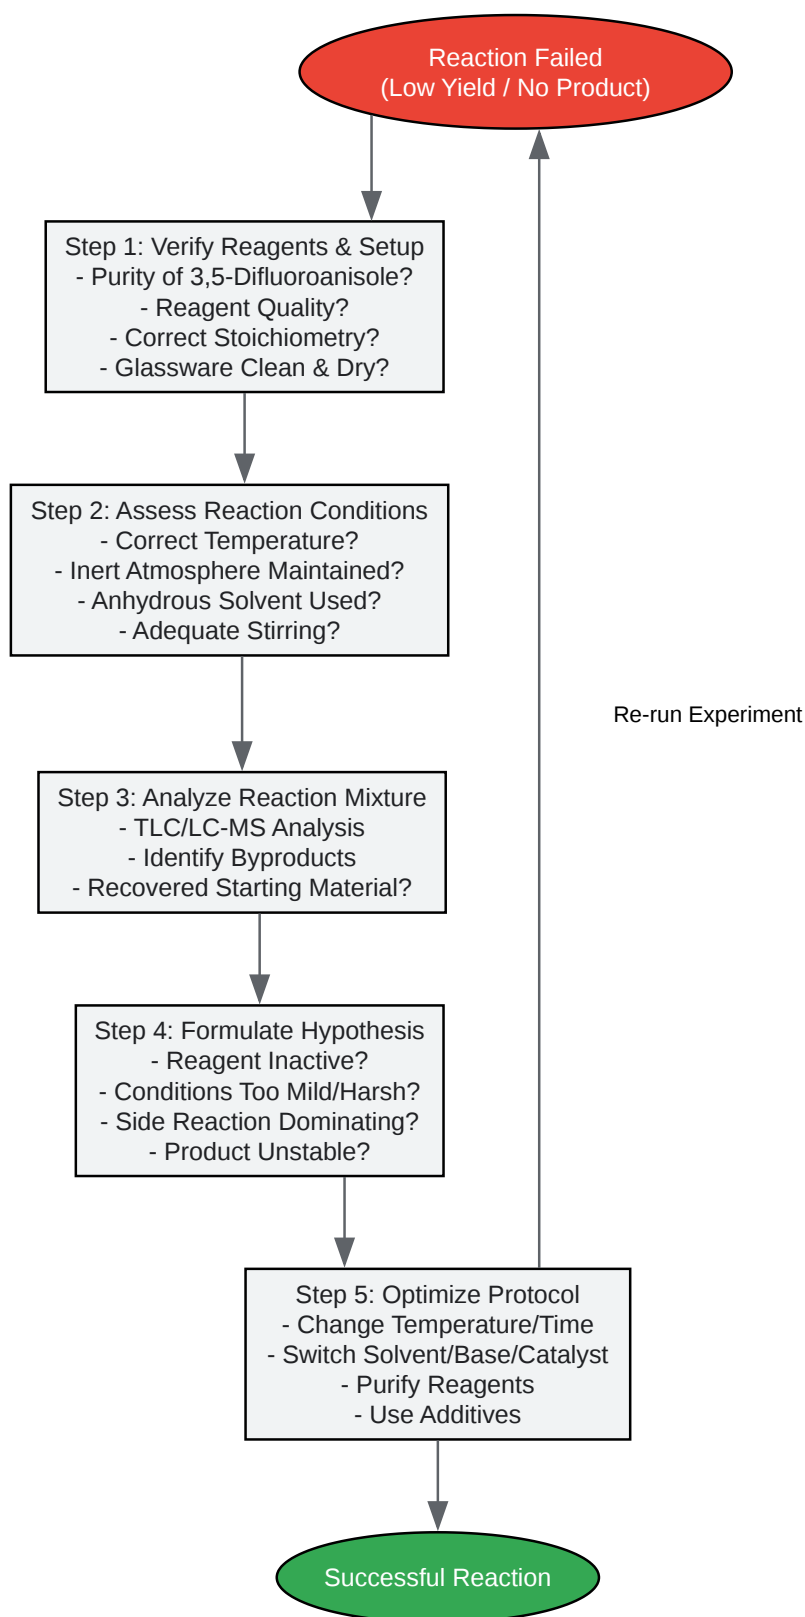 Reaction Failed
(Low Yield / No Product)
Step 1: Verify Reagents & Setup
- Purity of 3,5-Difluoroanisole?
- Reagent Quality?
- Correct Stoichiometry?
- Glassware Clean & Dry?
Step 2: Assess Reaction Conditions
- Correct Temperature?
- Inert Atmosphere Maintained?
- Anhydrous Solvent Used?
- Adequate Stirring?
Re-run Experiment
Step 3: Analyze Reaction Mixture
- TLC/LC-MS Analysis
- Identify Byproducts
- Recovered Starting Material?
Step 4: Formulate Hypothesis
- Reagent Inactive?
- Conditions Too Mild/Harsh?
- Side Reaction Dominating?
- Product Unstable?
Step 5: Optimize Protocol
- Change Temperature/Time
- Switch Solvent/Base/Catalyst
- Purify Reagents
- Use Additives
Successful Reaction